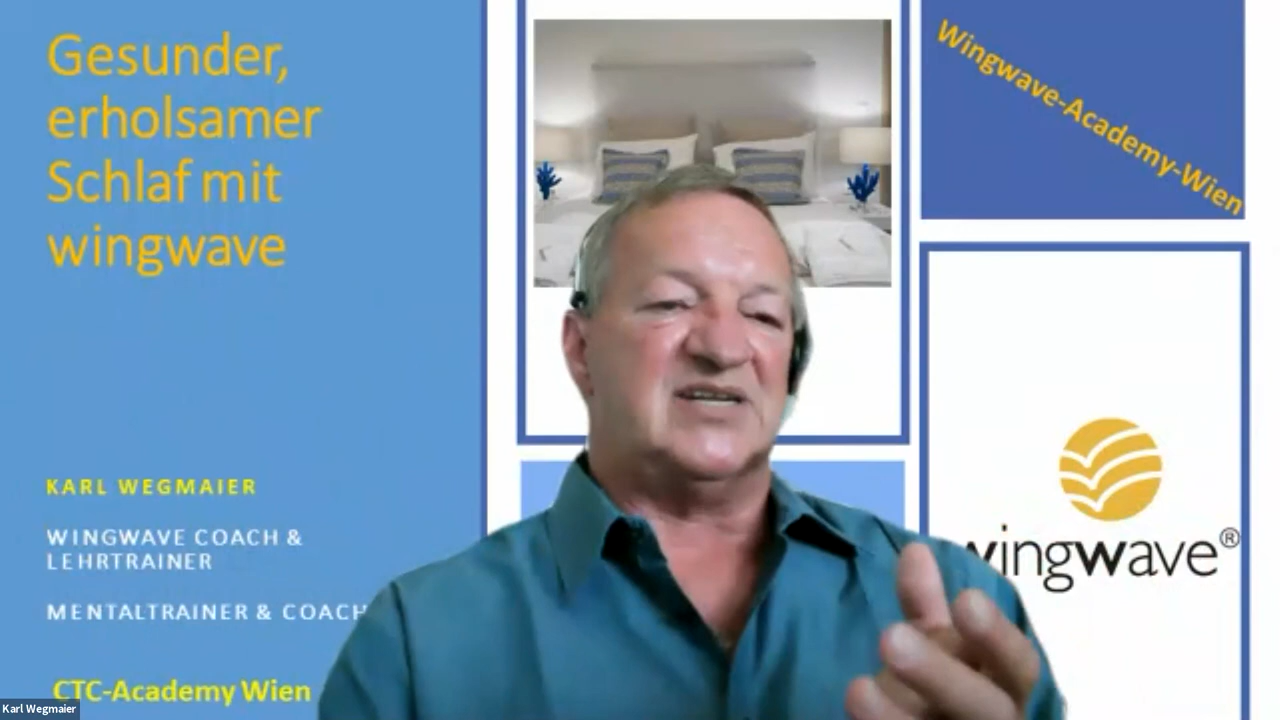 Gesunder,
erholsamer
Schlaf mit
wingwave
KARL WEGMAIER
WINGWAVE COACH &
LEHRTRAINER
MENTALTRAINER & COACH
CTC-Academy Wien
Karl Wegmaier
Wingwave-Academy-Wien
wingwave®